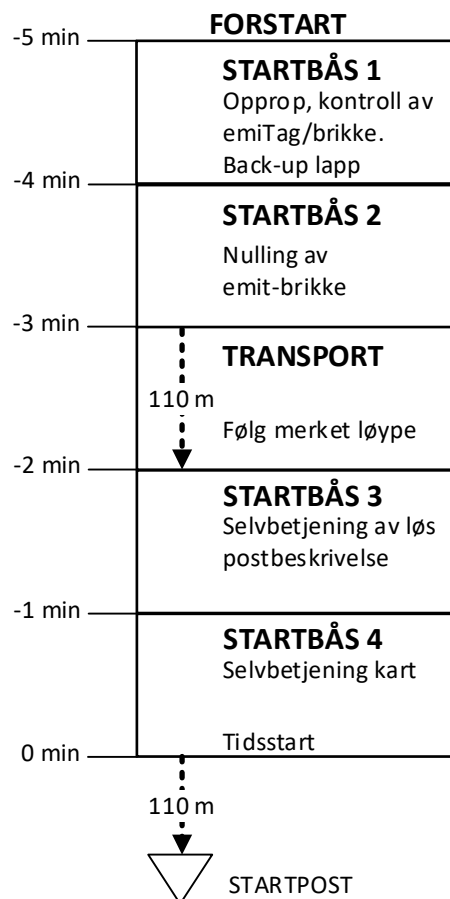 FORSTART
-5 min
STARTBÅS 1
Opprop, kontroll av
emiTag/brikke.
Back-up lapp
-4 min
STARTBÅS 2
Nulling av
emit-brikke
-3 min
TRANSPORT
110 m
Følg merket løype
-2 min
STARTBÅS 3
Selvbetjening av løs
postbeskrivelse
-1 min
STARTBÅS 4
Selvbetjening kart
Tidsstart
0 min
110 m
STARTPOST